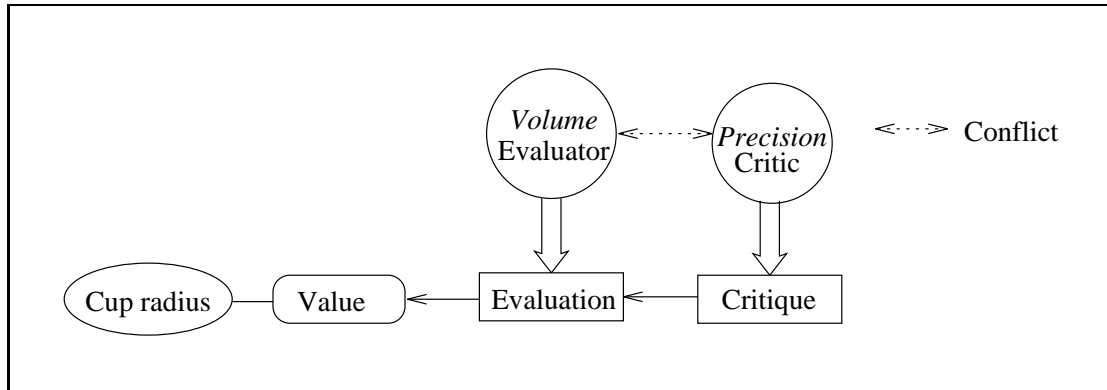 Volume
Evaluator
Precision
Critic
Conflict
Cup radius
Value
Evaluation
Critique